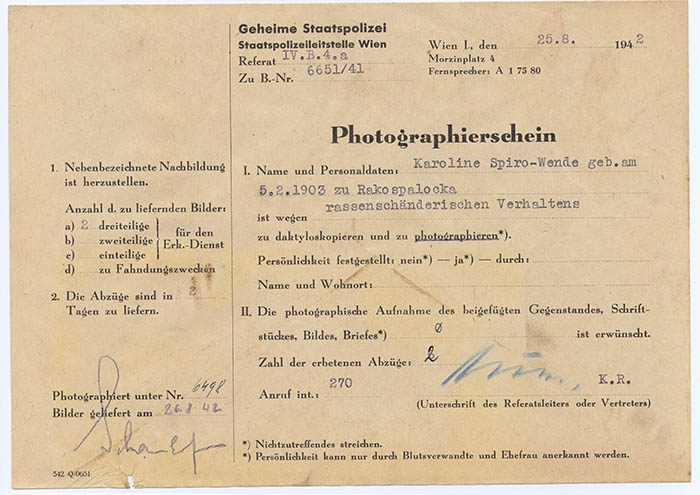 Geheime Staatspolizei
Staatspolizeileitstelle Wien
Referat IV.B.4.a
Zu B.-Nr. 6651/41
Wien I., den 25.8. 1942
Morzinplatz 4
Fernsprecher: A 1 75 80
Photographierschein
1. Nebenbezeichnete Nachbildung
ist herzustellen.
Anzahl d. zu liefernden Bilder:
a) 2 dreiteilige
b) zweiteilige
c) einteilige
für den
Erk.-Dienst
d) zu Fahndungszwecken
2. Die Abzüge sind in 2
Tagen zu liefern.
Photographiert unter Nr. 6498
Bilder geliefert am 26.8.42
542 Q/0651
I. Name und Personaldaten: Karoline Spiro-Wende geb.am
5.2.1903 zu Rakospalocka
rassenschänderischen Verhaltens
ist wegen
zu daktyloskopieren und zu photographieren*).
Persönlichkeit festgestellt: nein*) — ja*) — durch:
Name und Wohnort:
II. Die photographische Aufnahme des beigefügten Gegenstandes, Schrift-
stückes, Bildes, Briefes*) ø ist erwünscht.
Zahl der erbetenen Abzüge: 2
Anruf int.: 270
K.R.
(Unterschrift des Referatsleiters oder Vertreters)
*) Nichtzutreffendes streichen.
*) Persönlichkeit kann nur durch Blutsverwandte und Ehefrau anerkannt werden.